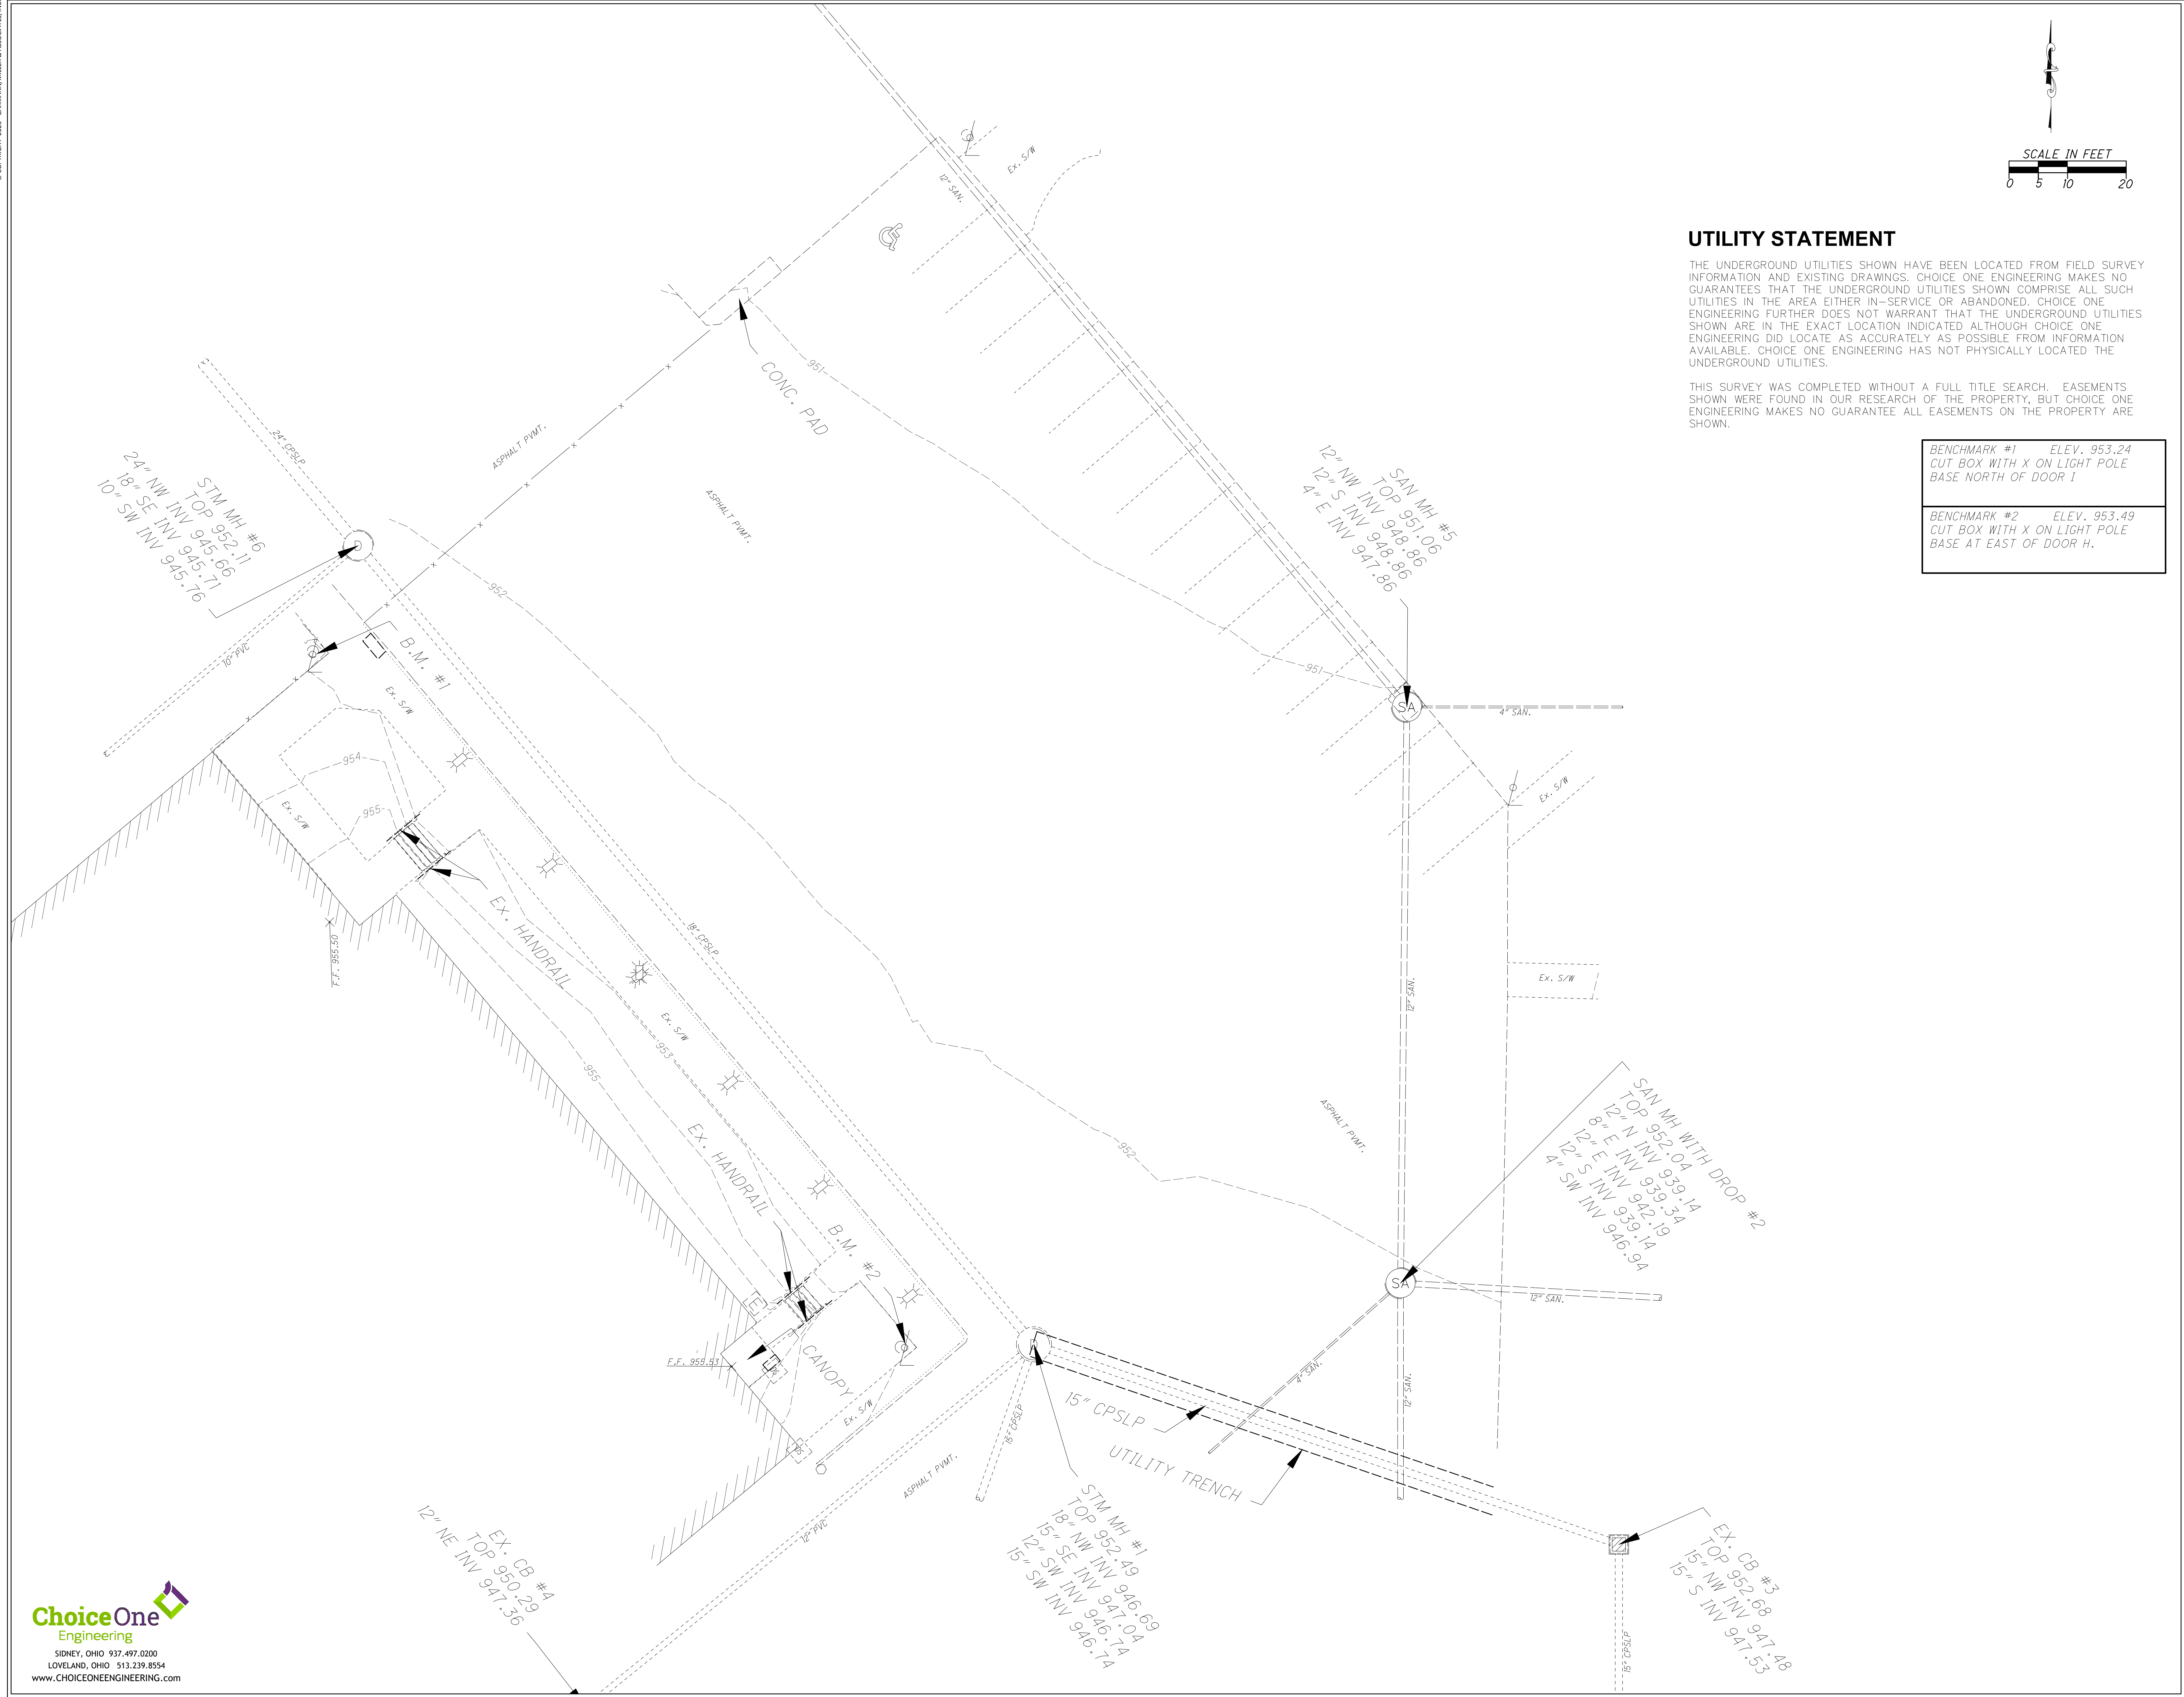 SCALE IN FEET
0 5 10 20
UTILITY STATEMENT
THE UNDERGROUND UTILITIES SHOWN HAVE BEEN LOCATED FROM FIELD SURVEY
INFORMATION AND EXISTING DRAWINGS. CHOICE ONE ENGINEERING MAKES NO
GUARANTEES THAT THE UNDERGROUND UTILITIES SHOWN COMPRISE ALL SUCH
UTILITIES IN THE AREA EITHER IN-SERVICE OR ABANDONED. CHOICE ONE
ENGINEERING FURTHER DOES NOT WARRANT THAT THE UNDERGROUND UTILITIES
SHOWN ARE IN THE EXACT LOCATION INDICATED ALTHOUGH CHOICE ONE
ENGINEERING DID LOCATE AS ACCURATELY AS POSSIBLE FROM INFORMATION
AVAILABLE. CHOICE ONE ENGINEERING HAS NOT PHYSICALLY LOCATED THE
UNDERGROUND UTILITIES.
THIS SURVEY WAS COMPLETED WITHOUT A FULL TITLE SEARCH. EASEMENTS
SHOWN WERE FOUND IN OUR RESEARCH OF THE PROPERTY, BUT CHOICE ONE
ENGINEERING MAKES NO GUARANTEE ALL EASEMENTS ON THE PROPERTY ARE
SHOWN.
BENCHMARK #1 ELEV. 953.24
CUT BOX WITH X ON LIGHT POLE
BASE NORTH OF DOOR I
BENCHMARK #2 ELEV. 953.49
CUT BOX WITH X ON LIGHT POLE
BASE AT EAST OF DOOR H.
12" SAN.
Ex. S/W
CONC. PAD
951
ASPHALT PVMT.
ASPHALT PVMT.
24" CPSLP
STM MH #6
TOP 952.11
24" NW INV 945.66
18" SE INV 945.71
10" SW INV 945.76
D
10" PVC
952
B.M. #1
Ex. S/W
954
955
Ex. S/W
F.F. 955.50
EX. HANDRAIL
18" CPSLP
Ex. S/W
953
955
EX. HANDRAIL
B.M. #2
SAN MH #5
TOP 951.06
12" NW INV 948.86
12" S INV 948.86
4" E INV 947.86
951
SA
4" SAN.
Ex. S/W
12" SAN.
Ex. S/W
ASPHALT PVMT.
952
SAN MH WITH DROP #2
TOP 952.04
12" N INV 939.14
8" E INV 939.34
12" E INV 942.19
12" S INV 939.14
4" SW INV 946.94
SA
12" SAN.
4" SAN.
12" SAN.
E
F.F. 955.53
CANOPY
Ex. S/W
D
15" CPSLP
15" CPSLP
UTILITY TRENCH
ASPHALT PVMT.
12" PVC
STM MH #1
TOP 952.49
18" NW INV 946.69
15" SE INV 947.04
12" SW INV 946.74
15" SW INV 946.74
EX. CB #4
TOP 950.29
12" NE INV 947.36
EX. CB #3
TOP 952.68
15" NW INV 947.48
15" S INV 947.53
15" CPSLP
ChoiceOne
Engineering
SIDNEY, OHIO 937.497.0200
LOVELAND, OHIO 513.239.8554
www.CHOICEONEENGINEERING.com